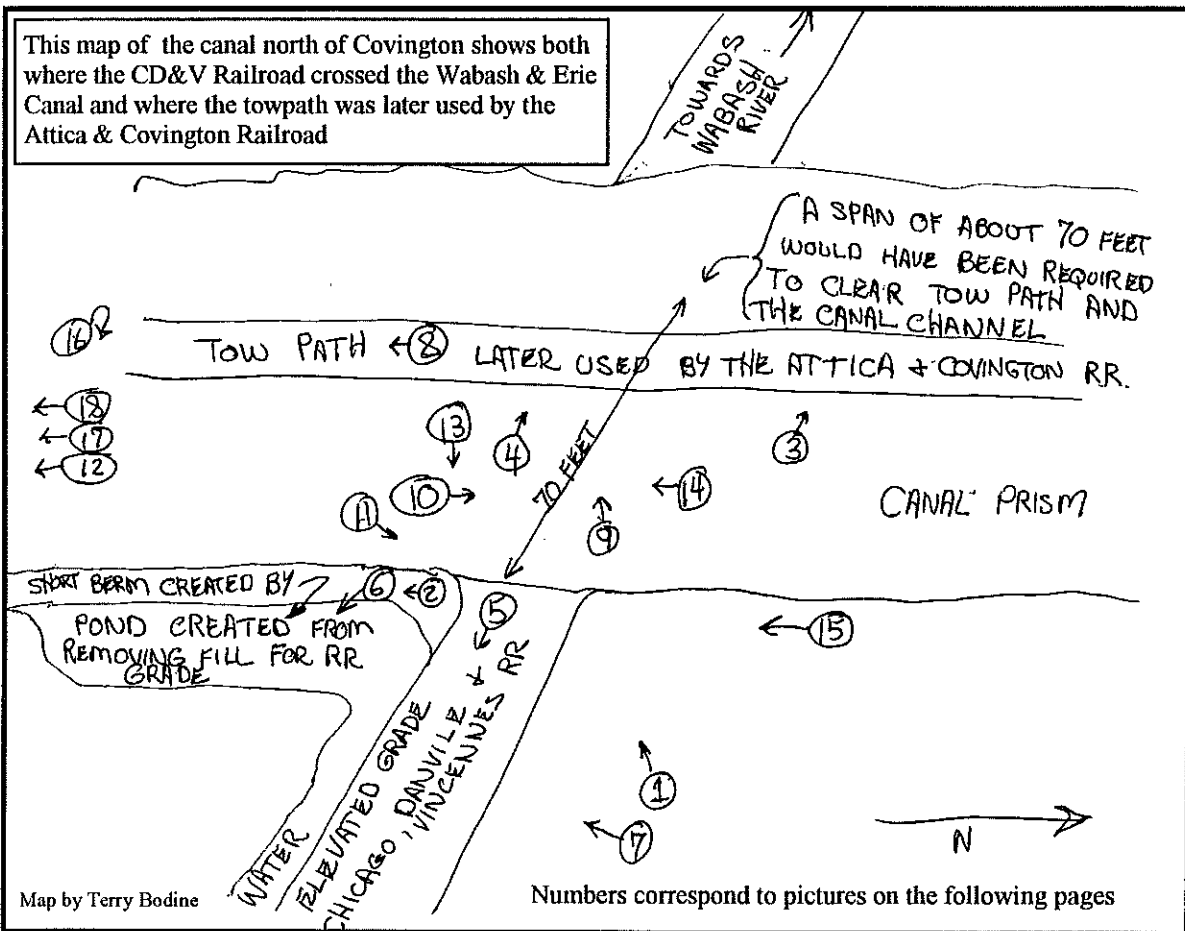 This map of the canal north of Covington shows both
where the CD&V Railroad crossed the Wabash & Erie
Canal and where the towpath was later used by the
Attica & Covington Railroad
TOWARDS
WABASH
RIVER
A SPAN OF ABOUT 70 FEET
WOULD HAVE BEEN REQUIRED
TO CLEAR TOW PATH AND
THE CANAL CHANNEL
16
TOW PATH 8 LATER USED BY THE ATTICA & COVINGTON RR.
18
17
12
13
4
3
70 FEET
10
14
CANAL PRISM
11
9
SHORT BERM CREATED BY
6
2
5
POND CREATED FROM
REMOVING FILL FOR RR
GRADE
15
WATER
ELEVATED GRADE
CHICAGO, DANVILE &
VINCENNES RR
1
7
N
Map by Terry Bodine
Numbers correspond to pictures on the following pages